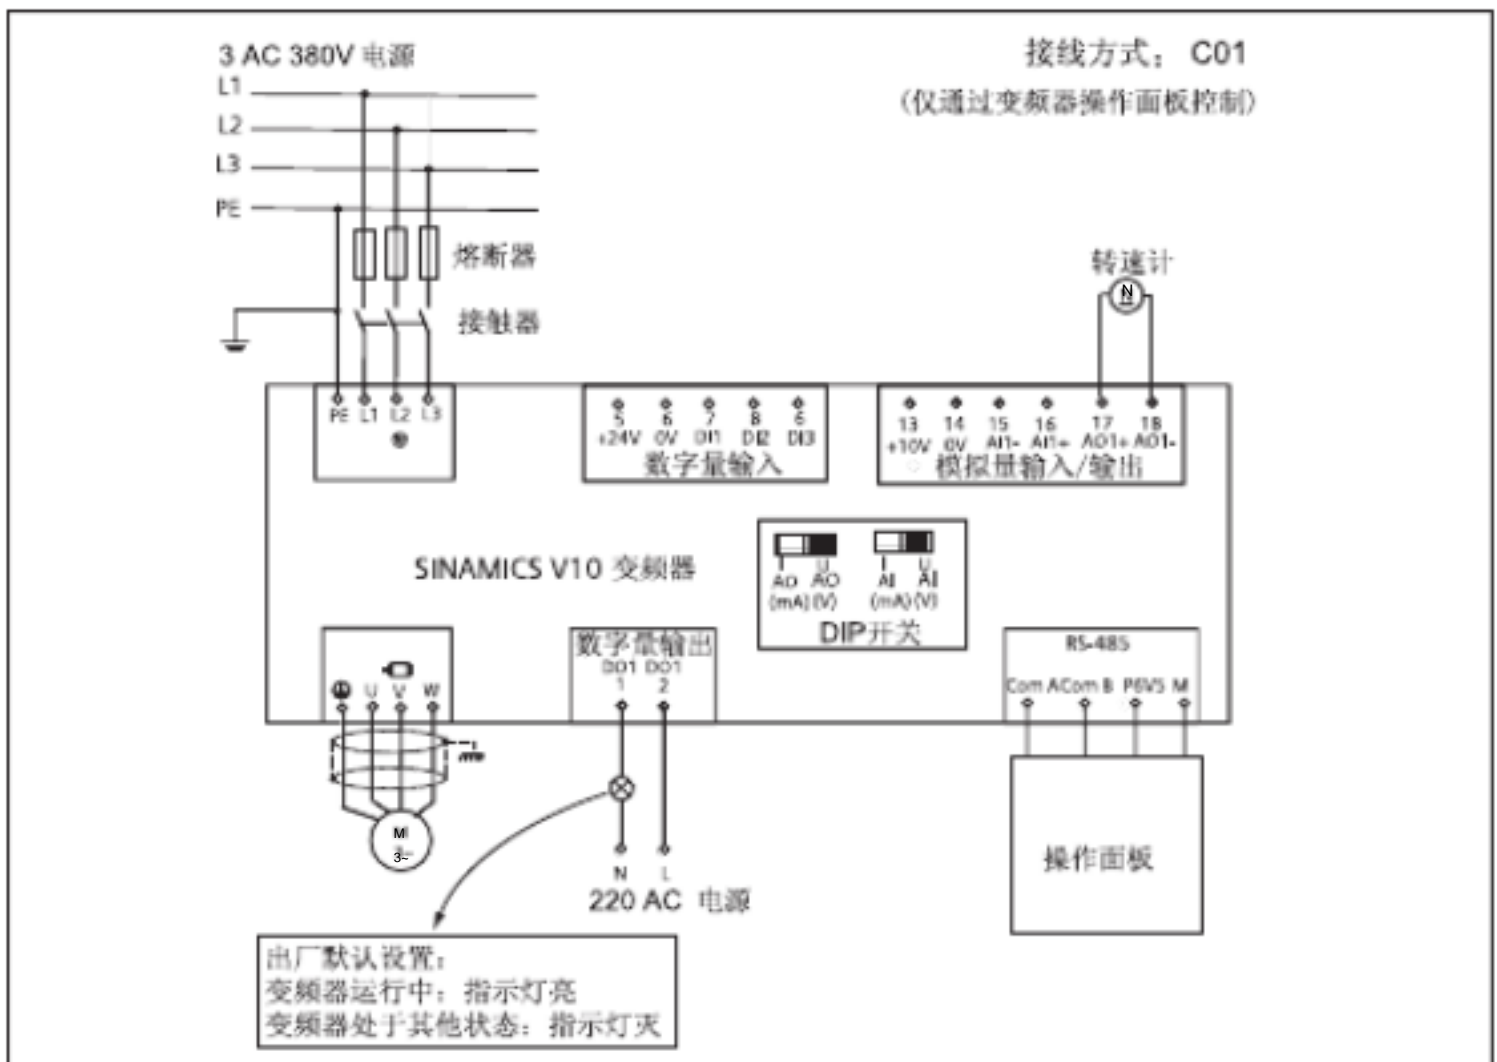 3 AC 380V 电源
接线方式： C01
(仅通过变频器操作面板控制)
L1
L2
L3
PE
熔断器
接触器
转速计
N
PE L1 L2 L3
5 6 7 8 6
+24V 0V DI1 DI2 DI3
数字量输入
13 14 15 16 17 18
+10V 0V AI1- AI1+ AO1+ AO1-
模拟量输入/输出
SINAMICS V10 变频器
I U I U
AO AO AI AI
(mA) (V) (mA) (V)
DIP开关
U V W
数字量输出
DO1 DO1
1 2
RS-485
Com A Com B P6V5 M
M
3~
N L
220 AC 电源
操作面板
出厂默认设置：
变频器运行中：指示灯亮
变频器处于其他状态：指示灯灭